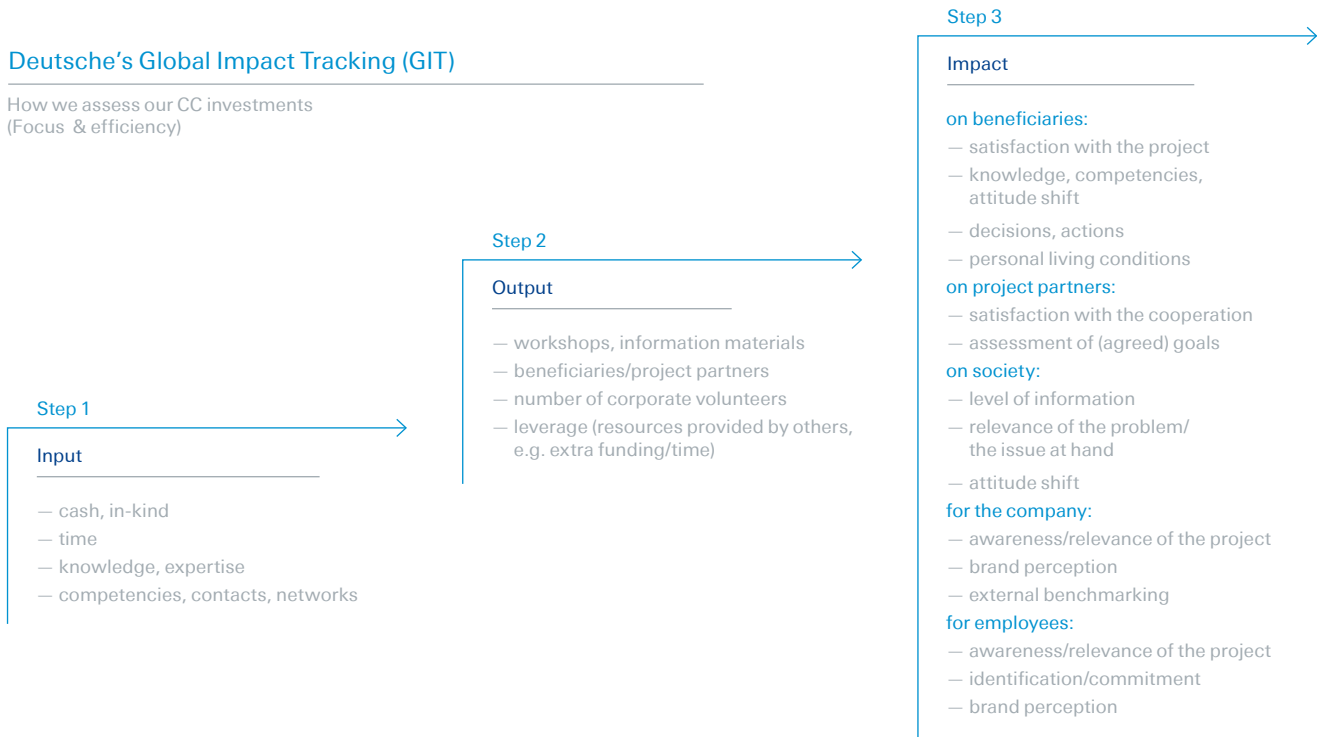 Deutsche's Global Impact Tracking (GIT)
How we assess our CC investments
(Focus & efficiency)
Step 1
Input
— cash, in-kind
— time
— knowledge, expertise
— competencies, contacts, networks
Step 2
Output
— workshops, information materials
— beneficiaries/project partners
— number of corporate volunteers
— leverage (resources provided by others,
e.g. extra funding/time)
Step 3
Impact
on beneficiaries:
— satisfaction with the project
— knowledge, competencies,
attitude shift
— decisions, actions
— personal living conditions
on project partners:
— satisfaction with the cooperation
— assessment of (agreed) goals
on society:
— level of information
— relevance of the problem/
the issue at hand
— attitude shift
for the company:
— awareness/relevance of the project
— brand perception
— external benchmarking
for employees:
— awareness/relevance of the project
— identification/commitment
— brand perception